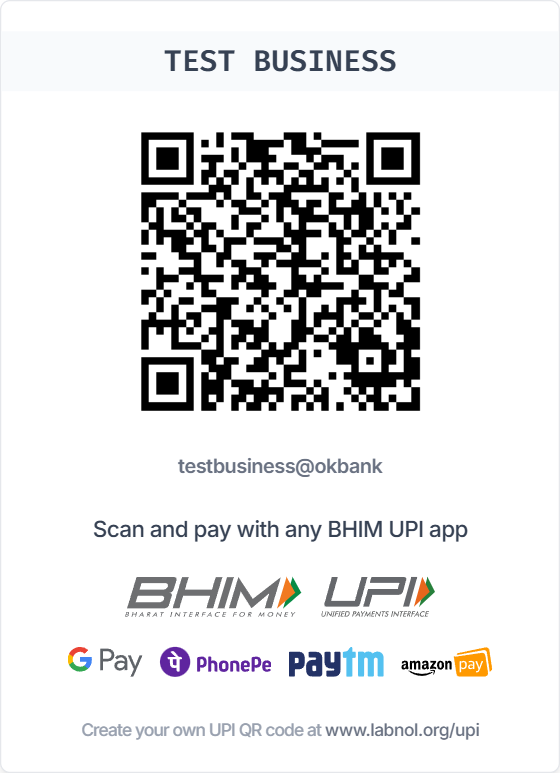 TEST BUSINESS
testbusiness@okbank
Scan and pay with any BHIM UPI app
BHIM UPI
BHARAT INTERFACE FOR MONEY UNIFIED PAYMENTS INTERFACE
G Pay पे PhonePe paytm amazon pay
Create your own UPI QR code at www.labnol.org/upi